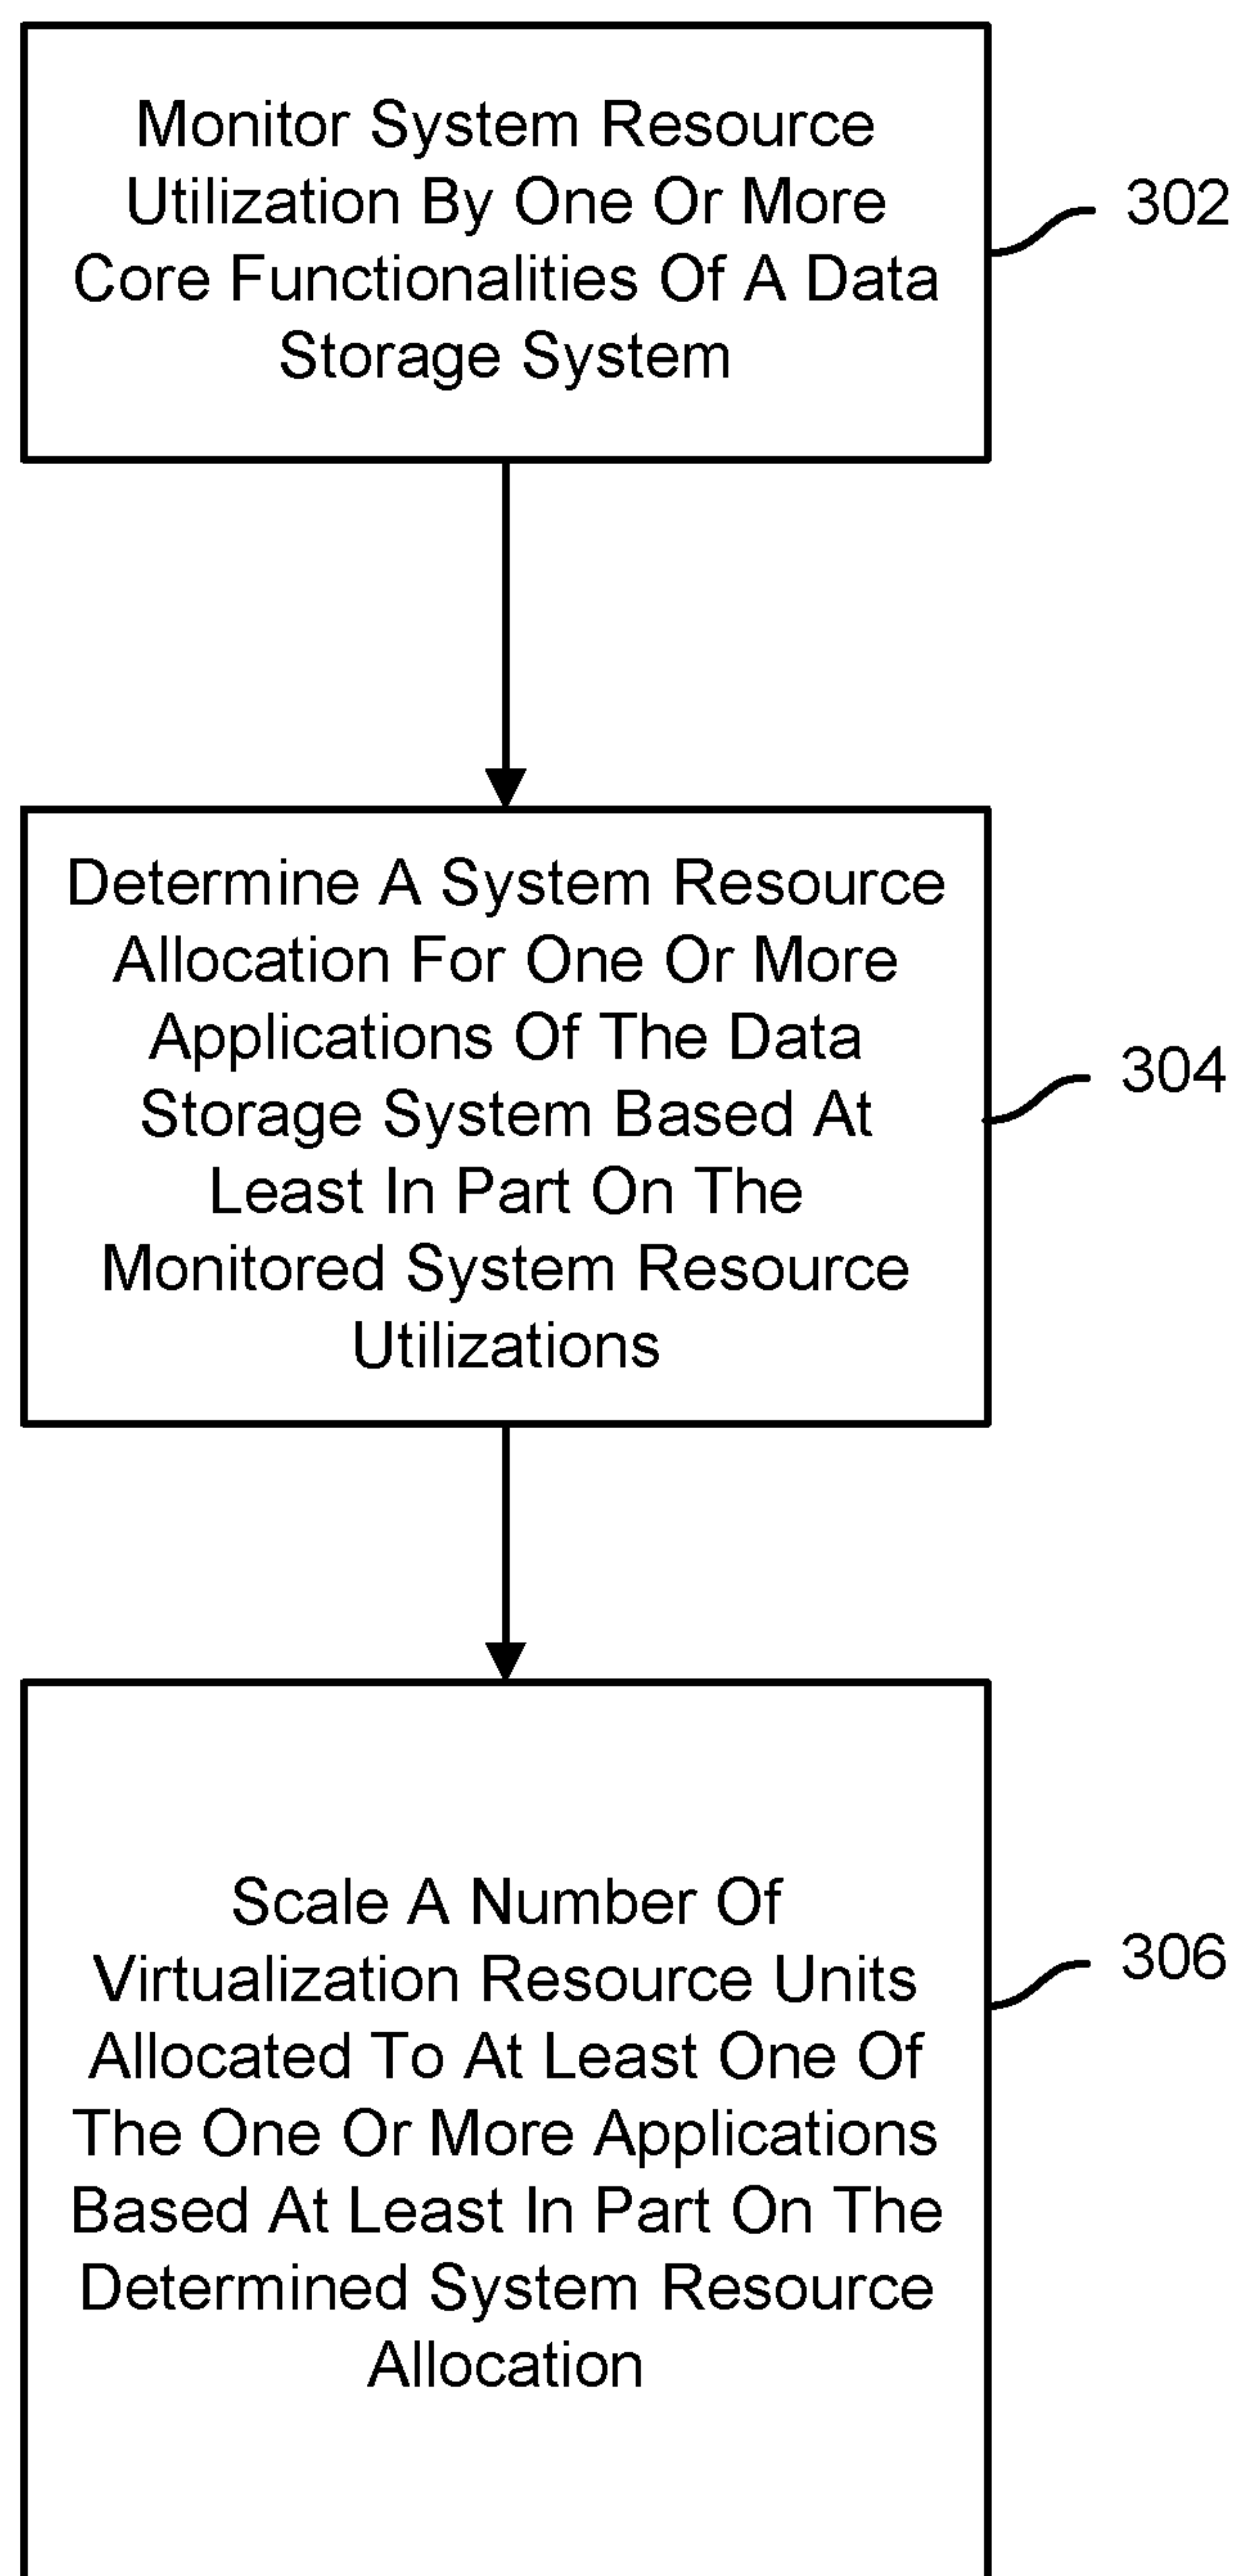 Monitor System Resource
Utilization By One Or More
Core Functionalities Of A Data
Storage System
302
Determine A System Resource
Allocation For One Or More
Applications Of The Data
Storage System Based At
Least In Part On The
Monitored System Resource
Utilizations
304
Scale A Number Of
Virtualization Resource Units
Allocated To At Least One Of
The One Or More Applications
Based At Least In Part On The
Determined System Resource
Allocation
306